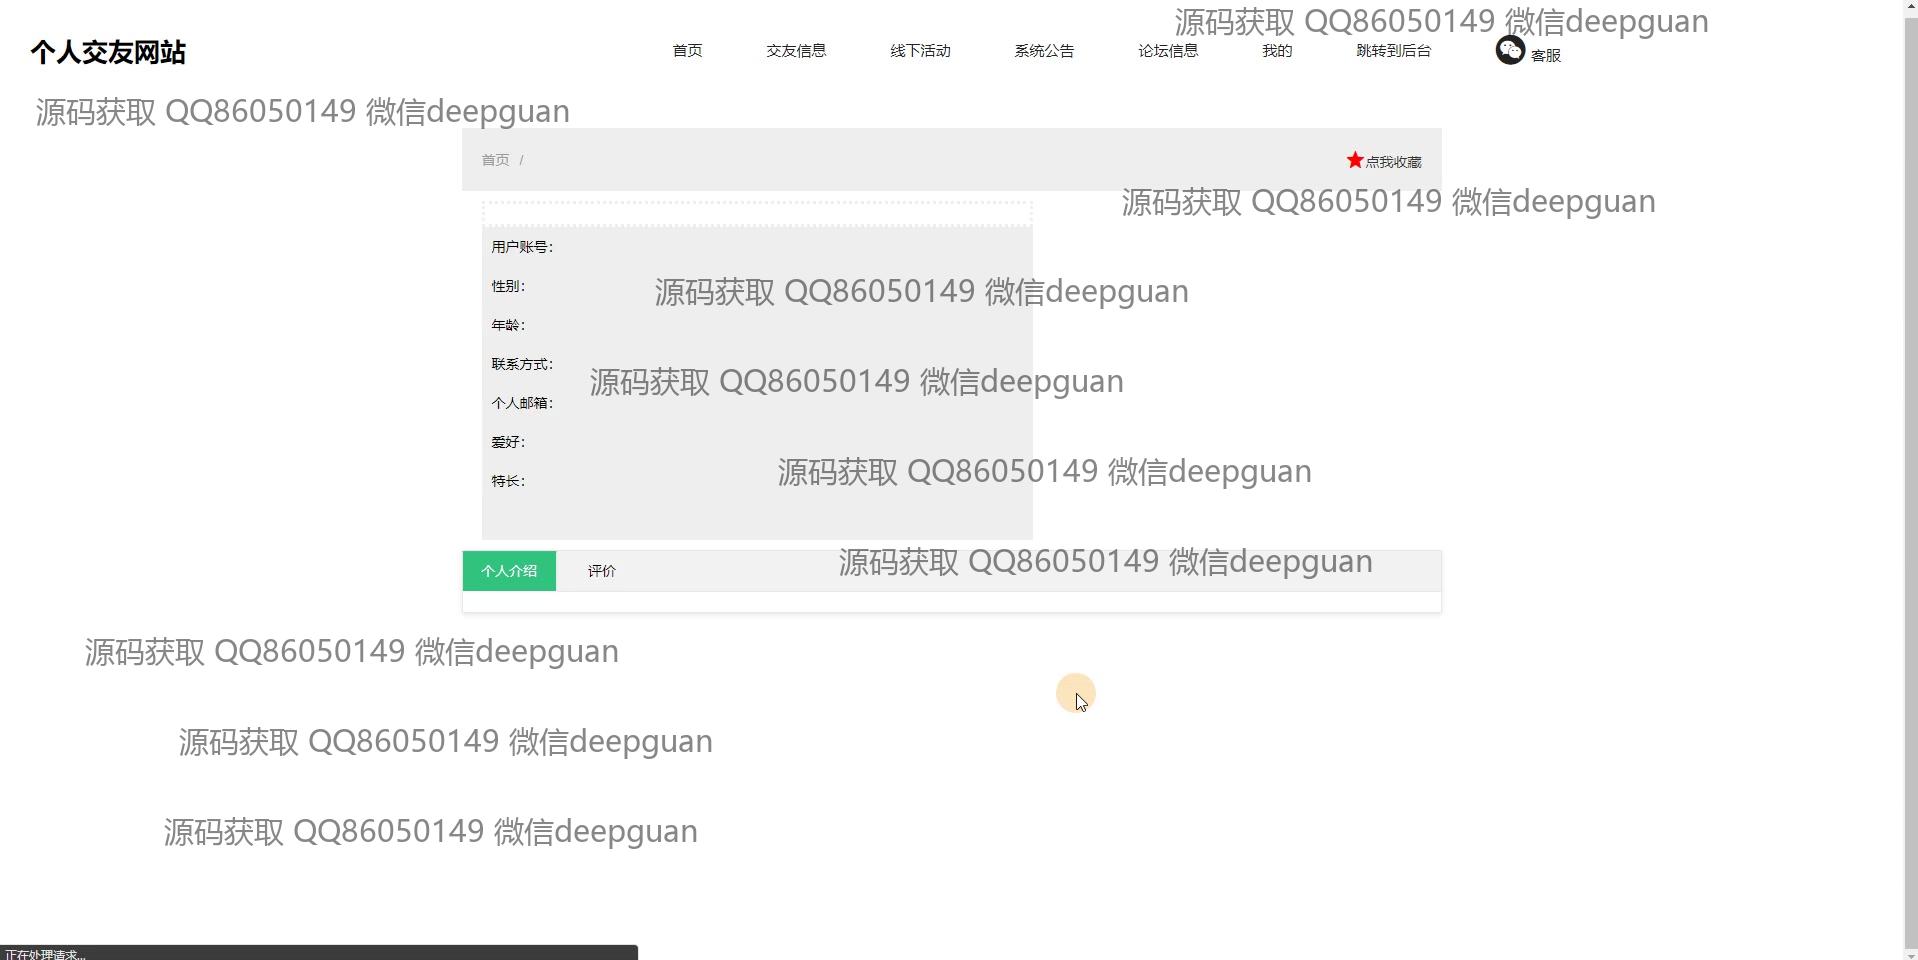 源码获取 QQ86050149 微信deepguan
个人交友网站
首页 交友信息 线下活动 系统公告 论坛信息 我的 跳转到后台 客服
源码获取 QQ86050149 微信deepguan
首页 /
点我收藏
源码获取 QQ86050149 微信deepguan
用户账号：
性别：
源码获取 QQ86050149 微信deepguan
年龄：
联系方式：
源码获取 QQ86050149 微信deepguan
个人邮箱：
爱好：
源码获取 QQ86050149 微信deepguan
特长：
源码获取 QQ86050149 微信deepguan
个人介绍 评价
源码获取 QQ86050149 微信deepguan
源码获取 QQ86050149 微信deepguan
源码获取 QQ86050149 微信deepguan
正在处理请求...